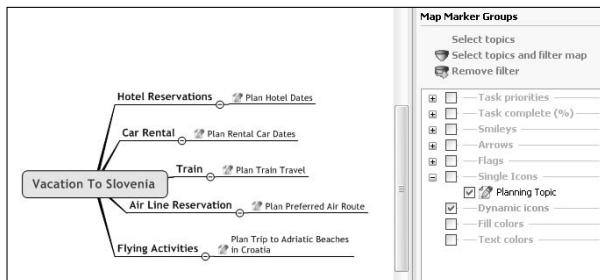 Vacation To Slovenia
Hotel Reservations
Plan Hotel Dates
Car Rental
Plan Rental Car Dates
Train
Plan Train Travel
Air Line Reservation
Plan Preferred Air Route
Flying Activities
Plan Trip to Adriatic Beaches
in Croatia
Map Marker Groups
Select topics
Select topics and filter map
Remove filter
Task priorities
Task complete (%)
Smileys
Arrows
Flags
Single Icons
Planning Topic
Dynamic icons
Fill colors
Text colors